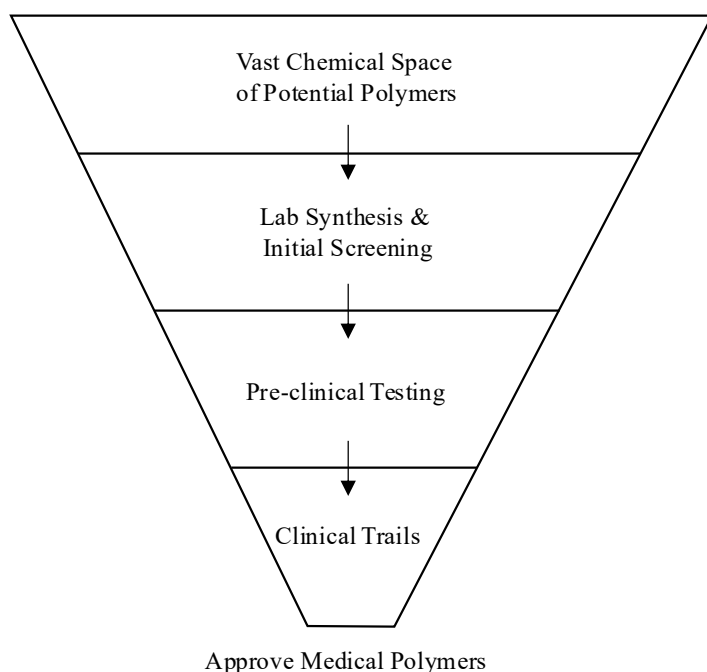 Vast Chemical Space
of Potential Polymers
Lab Synthesis &
Initial Screening
Pre-clinical Testing
Clinical Trails
Approve Medical Polymers